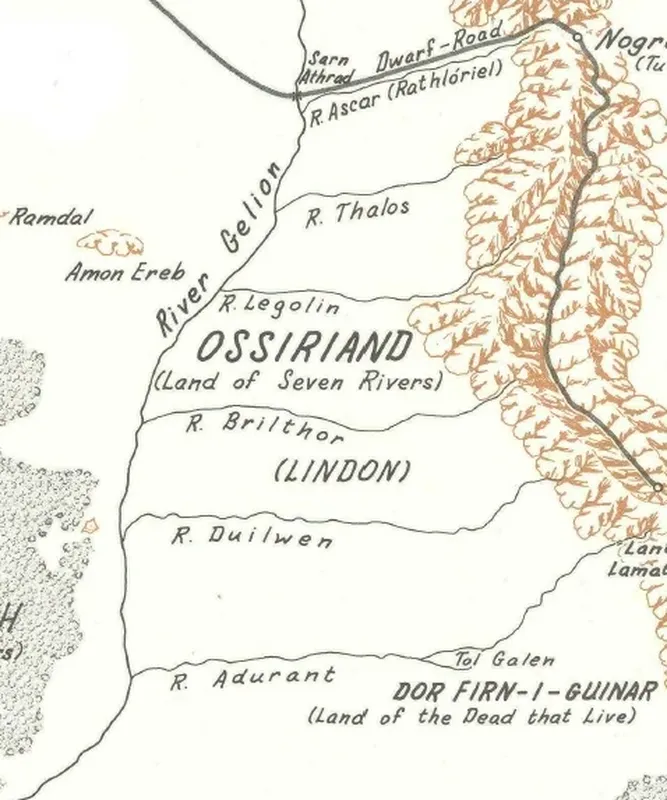 Sarn
Athrad
Dwarf-Road
Nogr
(Tu
R. Ascar (Rathlóriel)
River Gelion
R. Thalos
Ramdal
Amon Ereb
R. Legolin
OSSIRIAND
(Land of Seven Rivers)
R. Brilthor
(LINDON)
R. Duilwen
Lan
Lamat
H
s)
Tol Galen
R. Adurant
DOR FIRN-I-GUINAR
(Land of the Dead that Live)